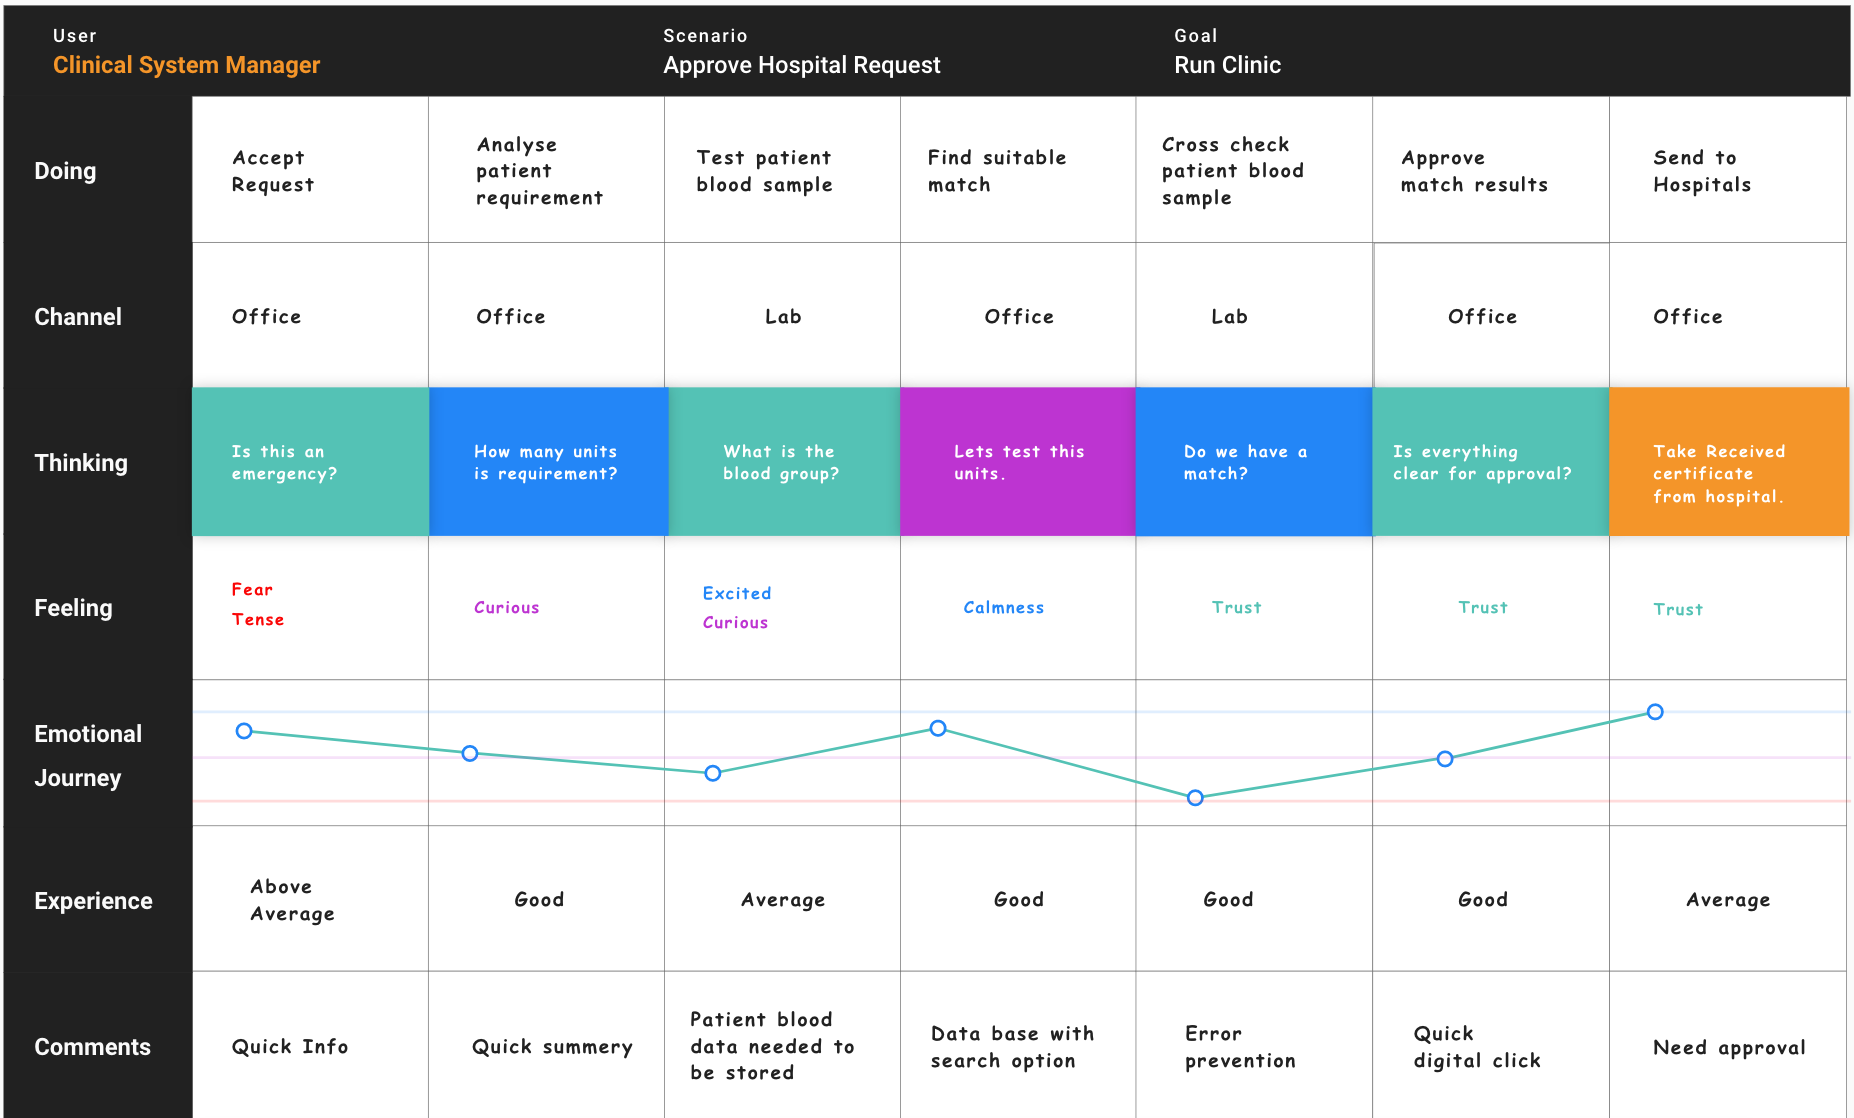 User
Clinical System Manager
Scenario
Approve Hospital Request
Goal
Run Clinic
Doing
Accept
Request
Analyse
patient
requirement
Test patient
blood sample
Find suitable
match
Cross check
patient blood
sample
Approve
match results
Send to
Hospitals
Channel
Office
Office
Lab
Office
Lab
Office
Office
Thinking
Is this an
emergency?
How many units
is requirement?
What is the
blood group?
Lets test this
units.
Do we have a
match?
Is everything
clear for approval?
Take Received
certificate
from hospital.
Feeling
Fear
Tense
Curious
Excited
Curious
Calmness
Trust
Trust
Trust
Emotional
Journey
Experience
Above
Average
Good
Average
Good
Good
Good
Average
Comments
Quick Info
Quick summery
Patient blood
data needed to
be stored
Data base with
search option
Error
prevention
Quick
digital click
Need approval